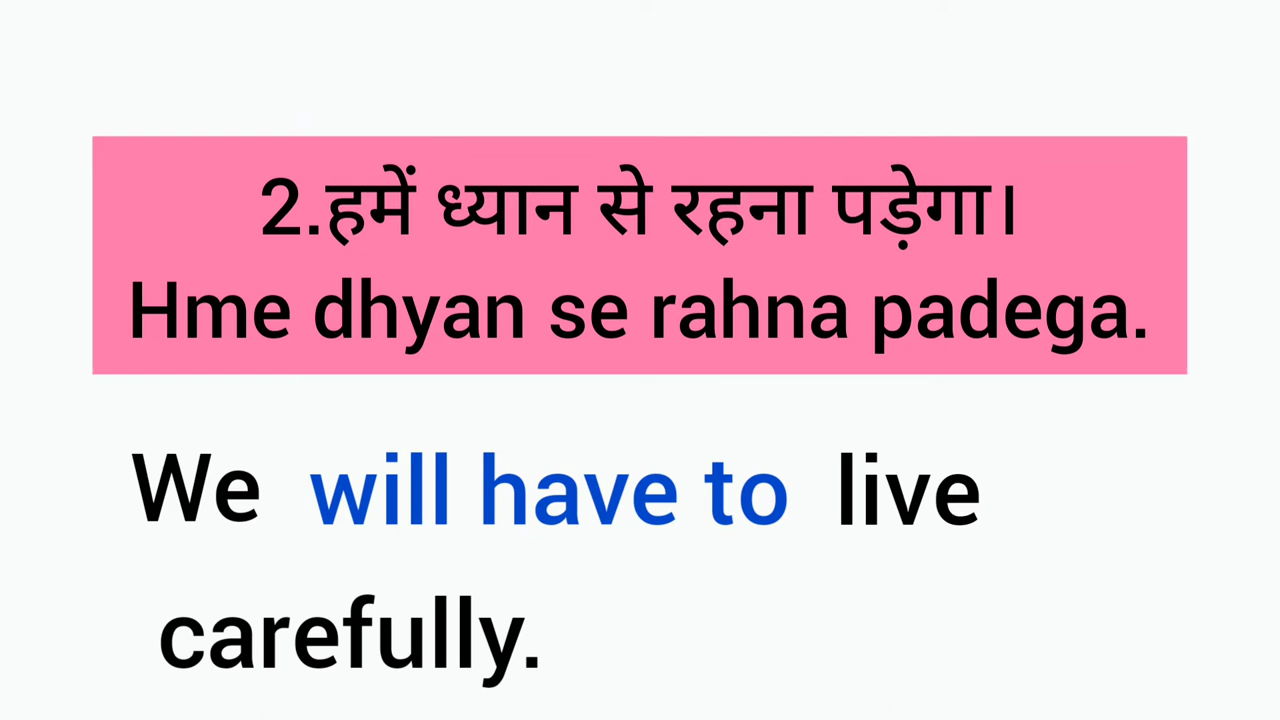 2.हमें ध्यान से रहना पड़ेगा।
Hme dhyan se rahna padega.
We will have to live
carefully.